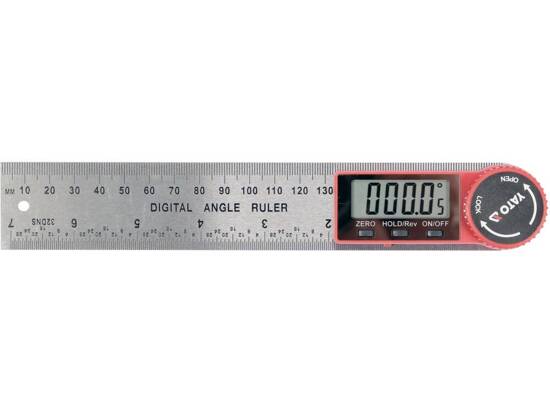 MM 10 20 30 40 50 60 70 80 90 100 110 120 130
DIGITAL ANGLE RULER
7 32DNS 6 5 4 3 2
000.0°5
ZERO HOLD/Rev ON/OFF
OPEN
YATO
LOCK